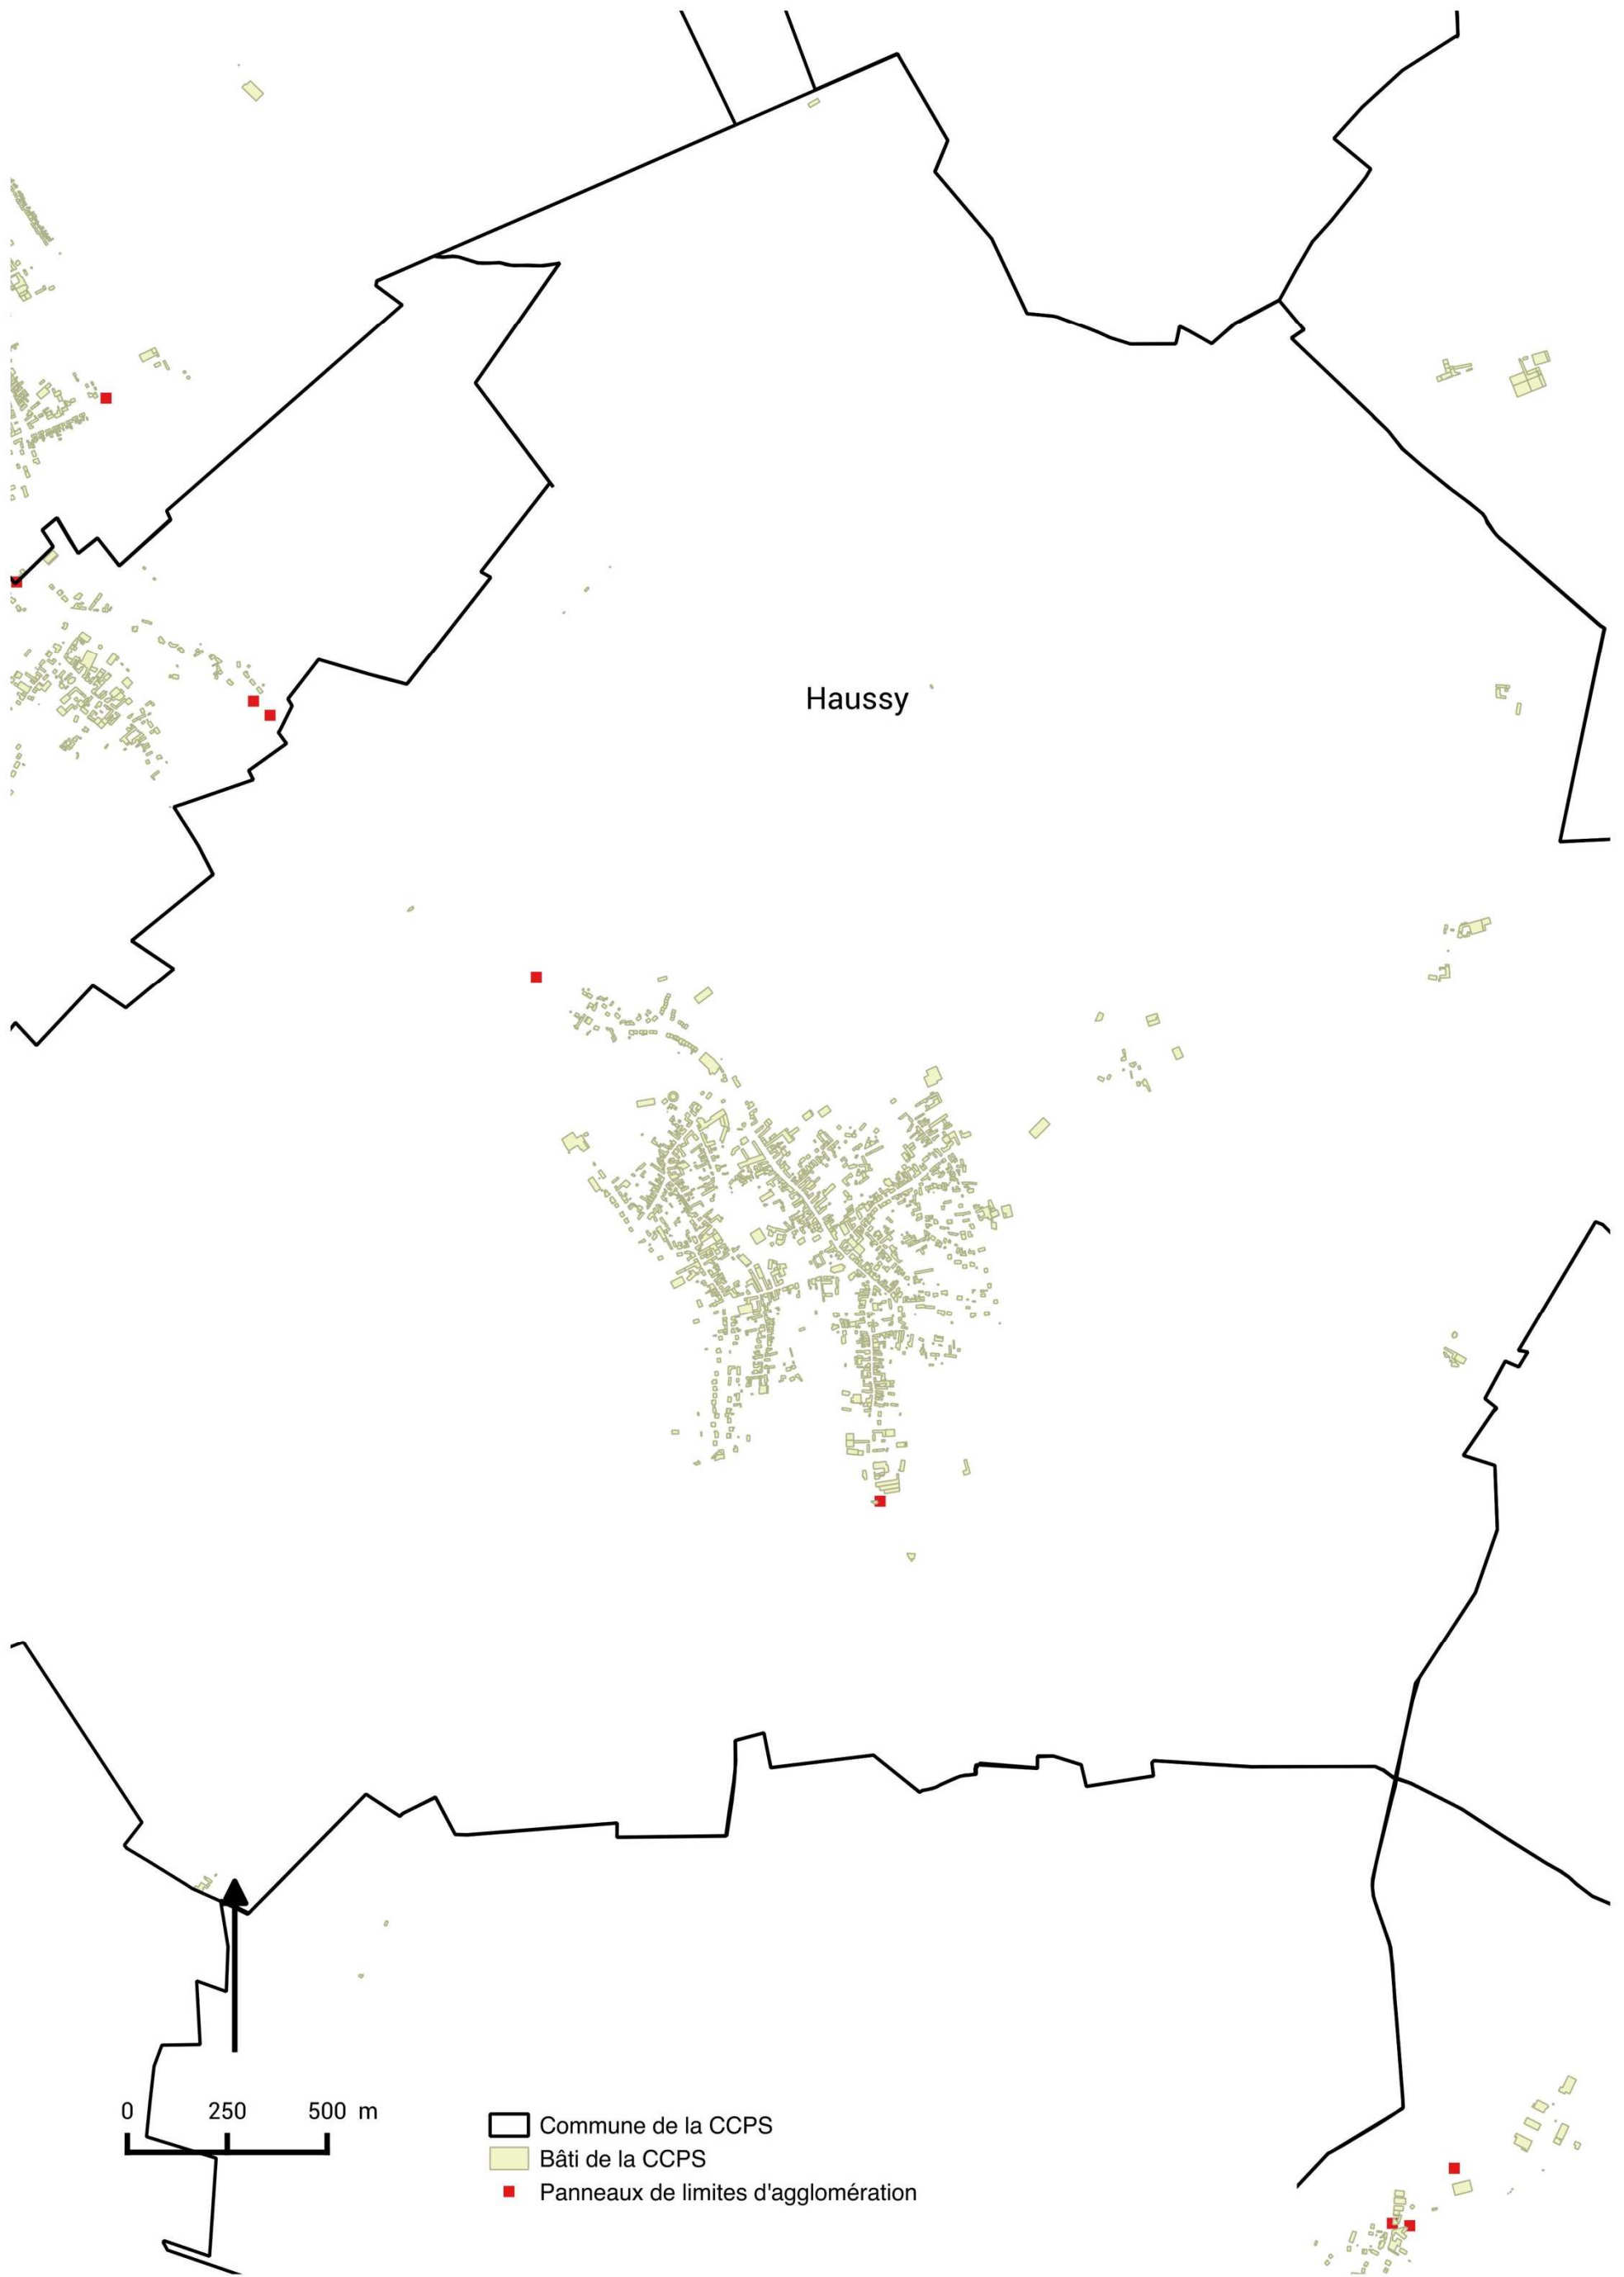 Haussy
0 250 500 m
Commune de la CCPS
Bâti de la CCPS
Panneaux de limites d'agglomération